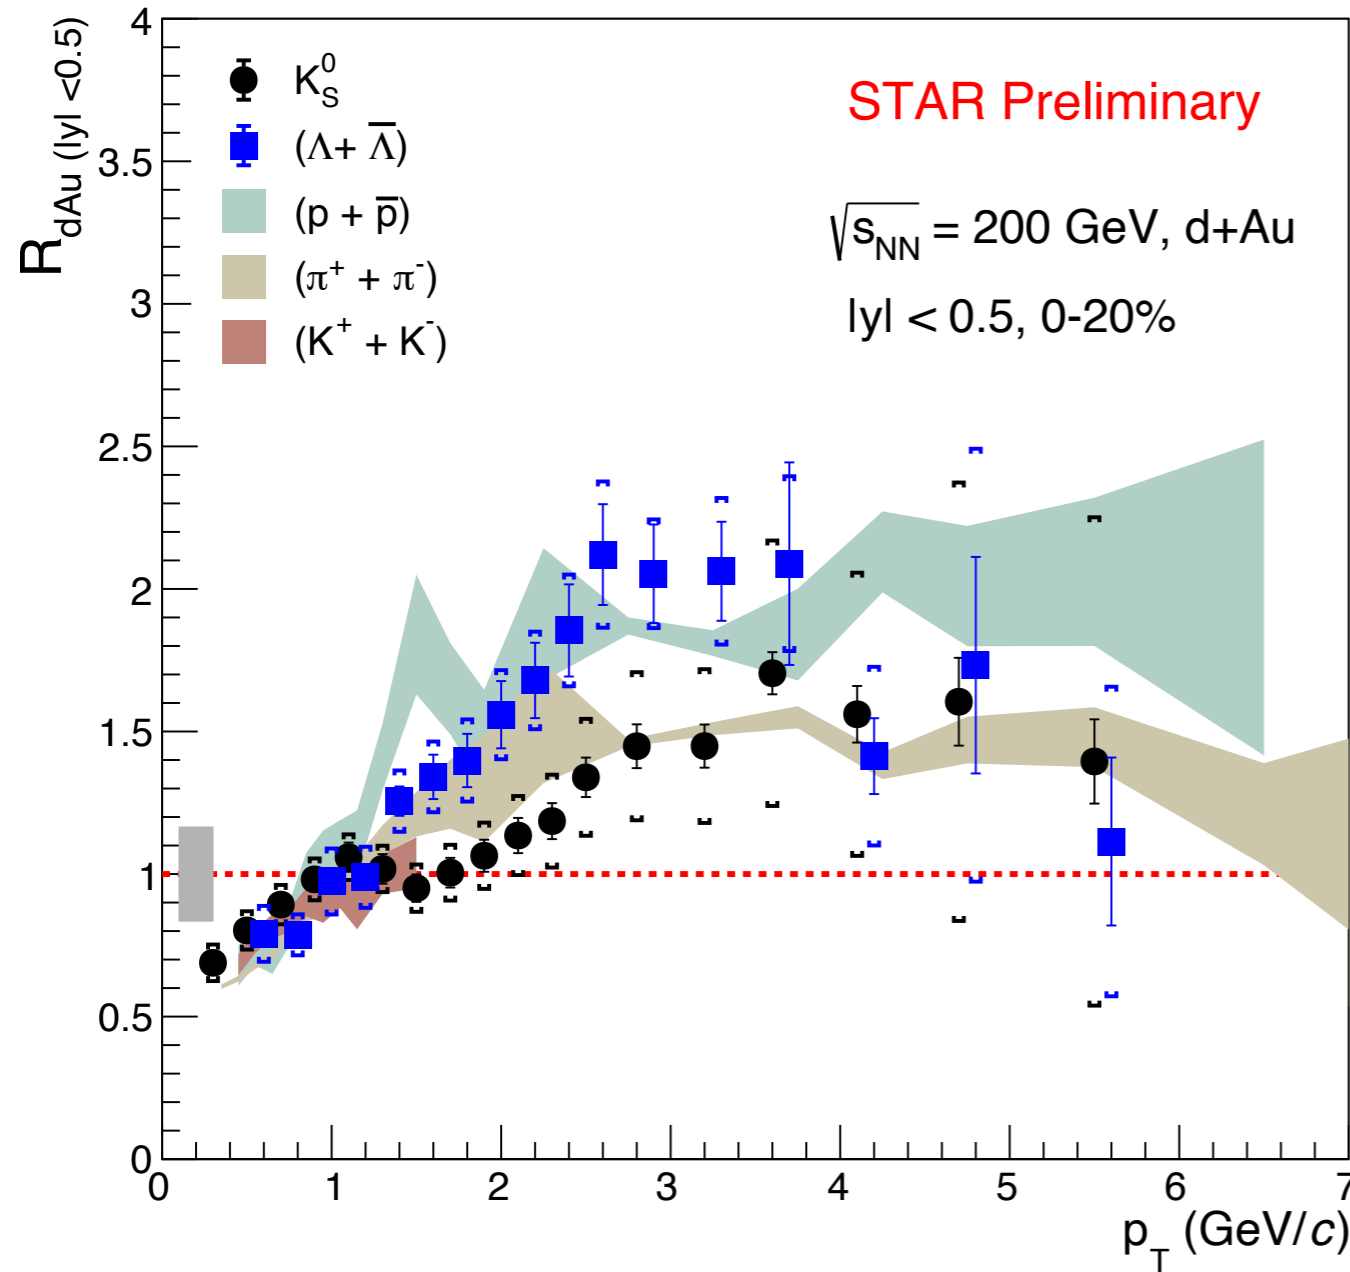 R_dAu (|y| <0.5)
4
3.5
3
2.5
2
1.5
1
0.5
0
K^0_S
(Λ+ Λ̅)
(p + p̅)
(π⁺ + π⁻)
(K⁺ + K⁻)
STAR Preliminary
√s_NN = 200 GeV, d+Au
|y| < 0.5, 0-20%
0 1 2 3 4 5 6 7
p_T (GeV/c)